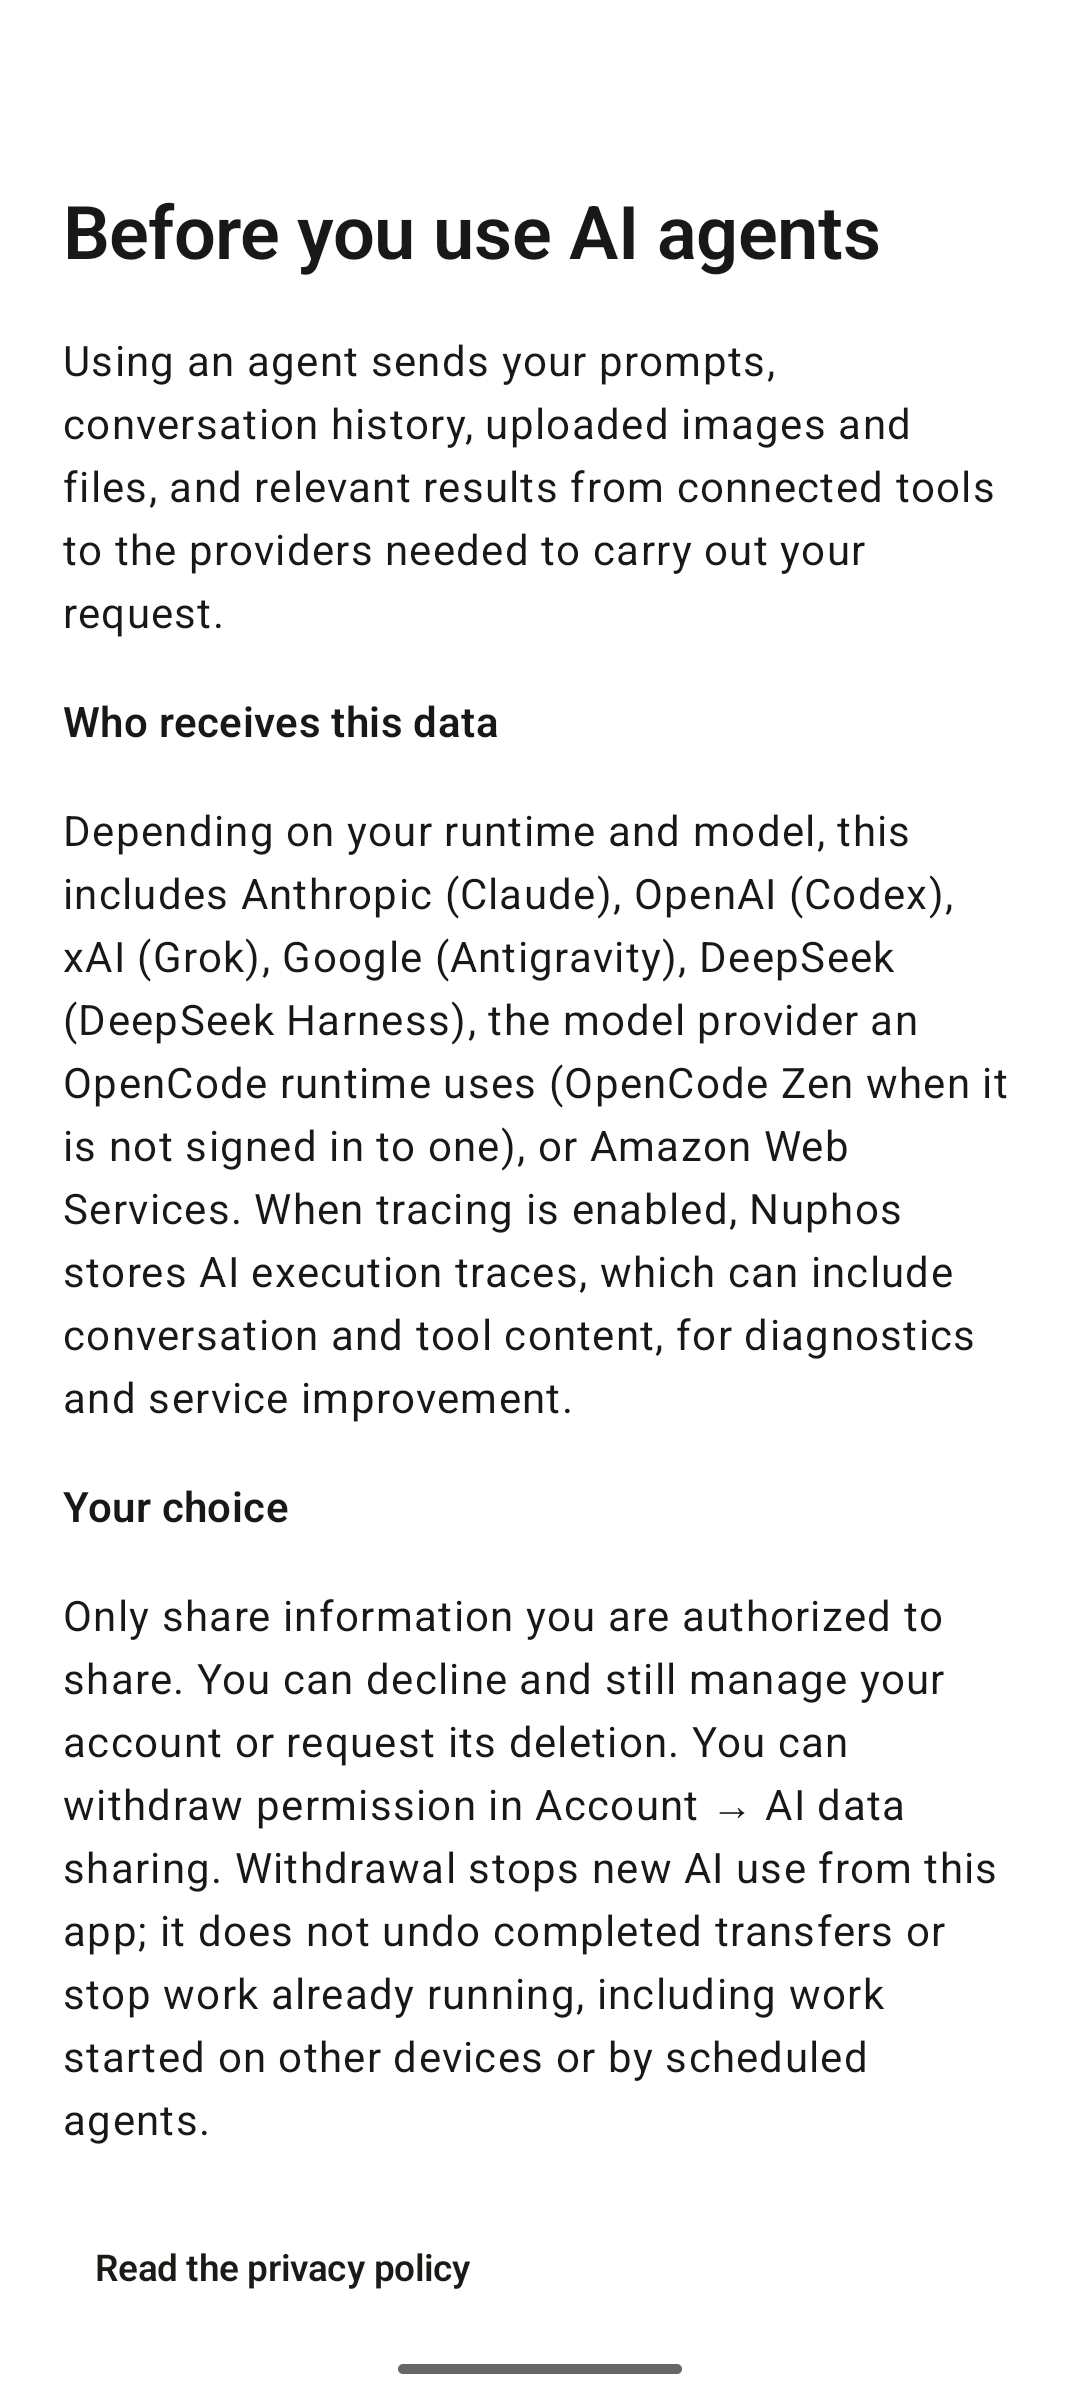 Before you use AI agents
Using an agent sends your prompts,
conversation history, uploaded images and
files, and relevant results from connected tools
to the providers needed to carry out your
request.
Who receives this data
Depending on your runtime and model, this
includes Anthropic (Claude), OpenAI (Codex),
xAI (Grok), Google (Antigravity), DeepSeek
(DeepSeek Harness), the model provider an
OpenCode runtime uses (OpenCode Zen when it
is not signed in to one), or Amazon Web
Services. When tracing is enabled, Nuphos
stores AI execution traces, which can include
conversation and tool content, for diagnostics
and service improvement.
Your choice
Only share information you are authorized to
share. You can decline and still manage your
account or request its deletion. You can
withdraw permission in Account → AI data
sharing. Withdrawal stops new AI use from this
app; it does not undo completed transfers or
stop work already running, including work
started on other devices or by scheduled
agents.
Read the privacy policy